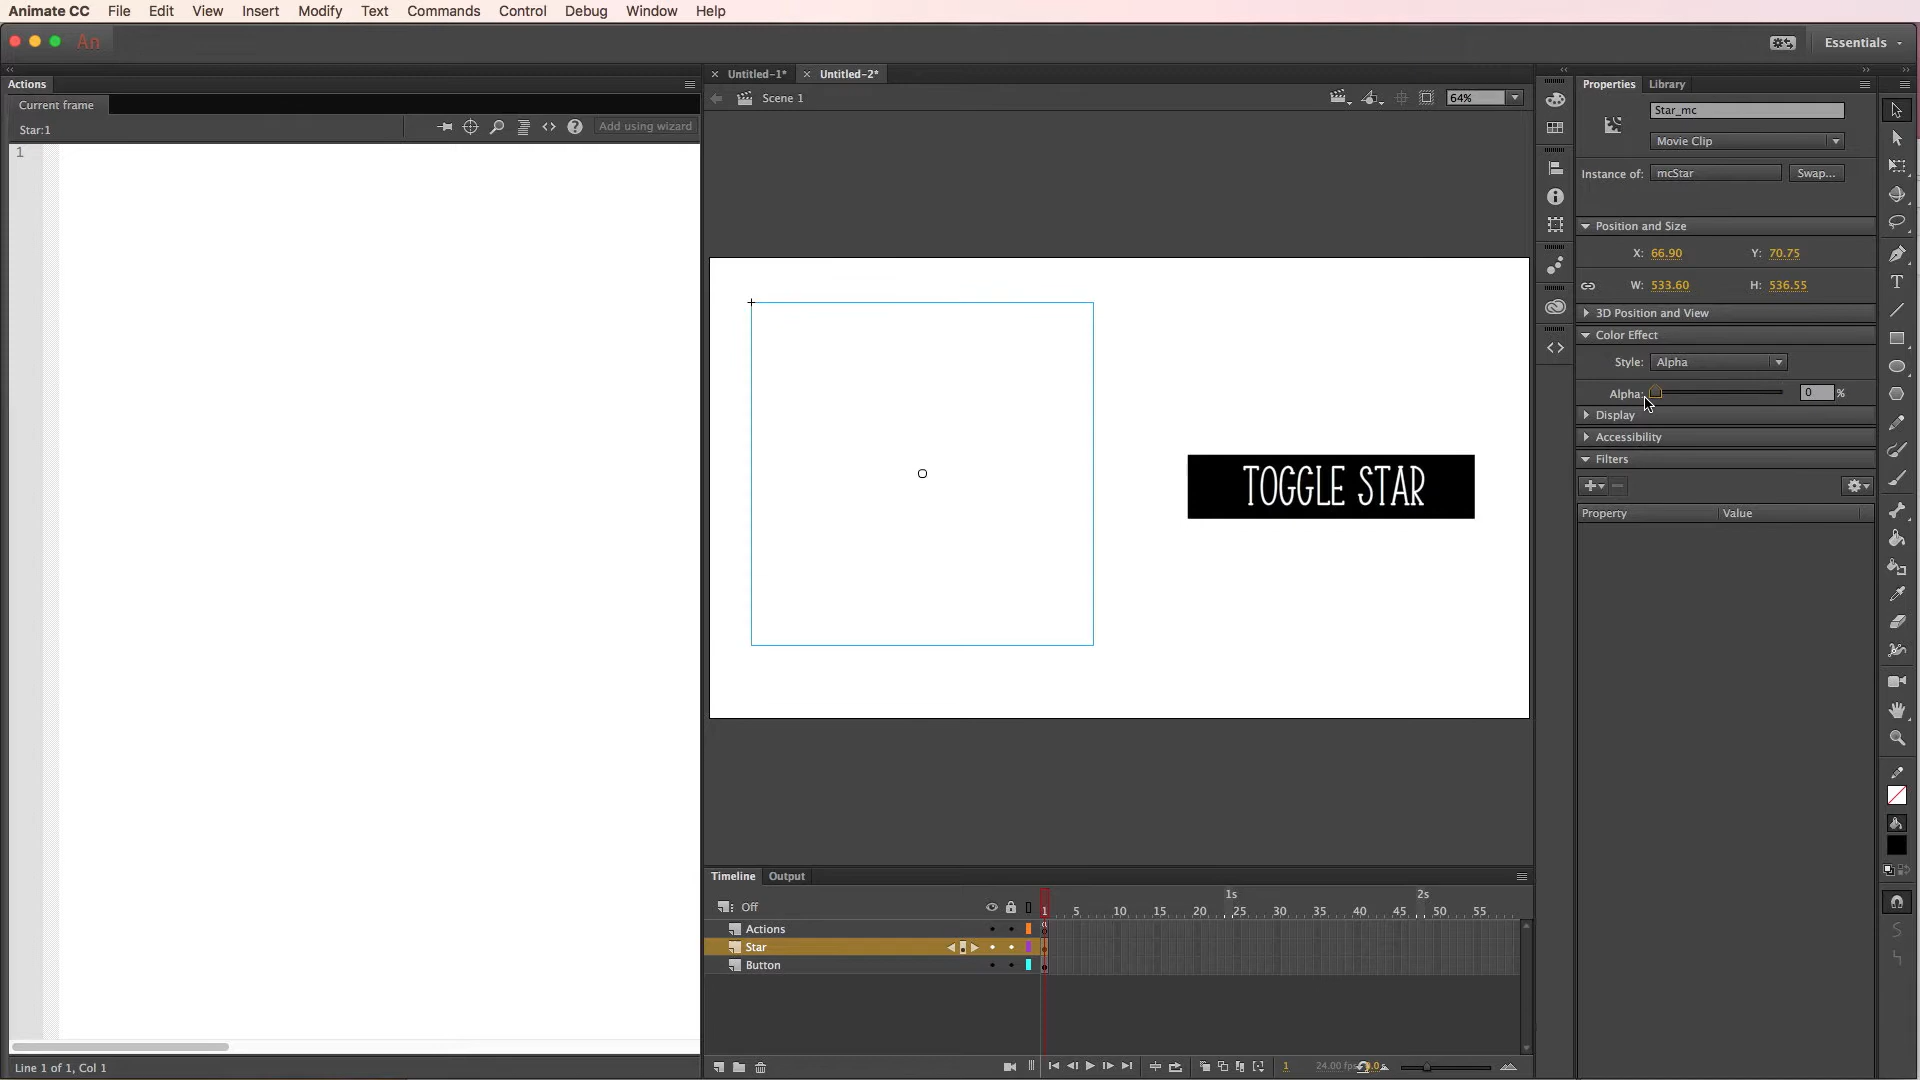 Animate CC File Edit View Insert Modify Text Commands Control Debug Window Help
An Essentials
Actions
Current frame
Star:1
Add using wizard
1
Line 1 of 1, Col 1
Untitled-1* Untitled-2*
Scene 1
64%
TOGGLE STAR
Timeline Output
Off
1s 2s
1 5 10 15 20 25 30 35 40 45 50 55
Actions
Star
Button
1 24.00 fps
Properties Library
Star_mc
Movie Clip
Instance of: mcStar Swap...
Position and Size
X: 66.90 Y: 70.75
W: 533.60 H: 536.55
3D Position and View
Color Effect
Style: Alpha
Alpha: 0 %
Display
Accessibility
Filters
Property Value